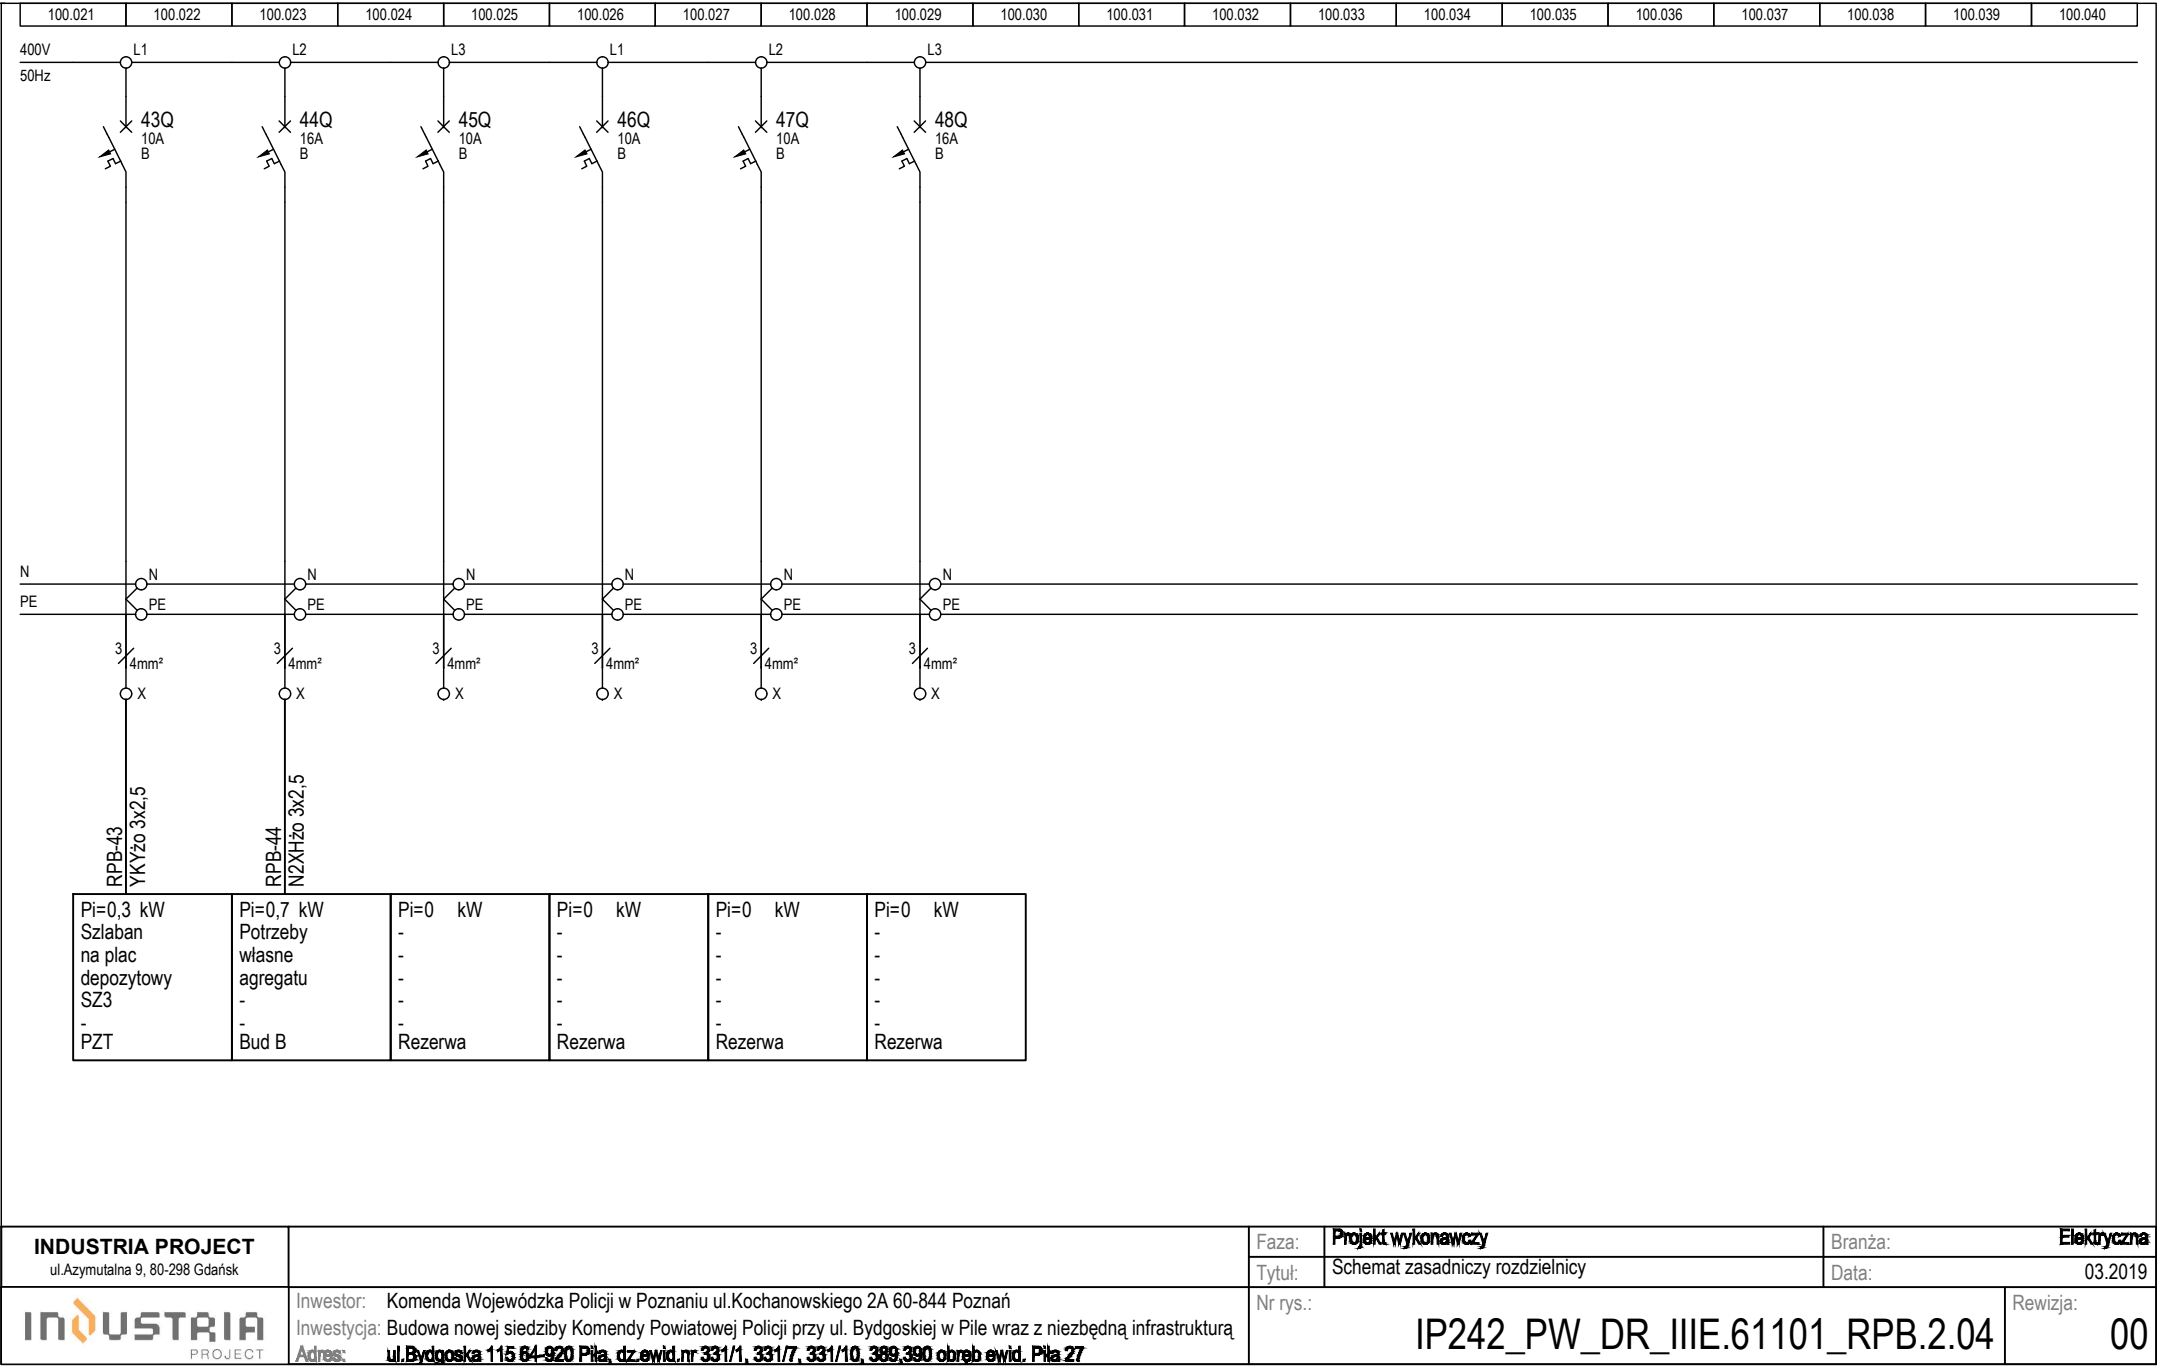 100.021 100.022 100.023 100.024 100.025 100.026 100.027 100.028 100.029 100.030 100.031 100.032 100.033 100.034 100.035 100.036 100.037 100.038 100.039 100.040
400V L1 L2 L3 L1 L2 L3
50Hz
43Q 44Q 45Q 46Q 47Q 48Q
10A 16A 10A 10A 10A 16A
B B B B B B
N N N N N N N
PE PE PE PE PE PE PE
3 3 3 3 3 3
4mm² 4mm² 4mm² 4mm² 4mm² 4mm²
X X X X X X
RPB-43
YKYżo 3x2,5
RPB-44
N2XHżo 3x2,5
Pi=0,3 kW
Szlaban
na plac
depozytowy
SZ3
-
PZT
Pi=0,7 kW
Potrzeby
własne
agregatu
-
-
Bud B
Pi=0 kW
-
-
-
-
-
Rezerwa
Pi=0 kW
-
-
-
-
-
Rezerwa
Pi=0 kW
-
-
-
-
-
Rezerwa
Pi=0 kW
-
-
-
-
-
Rezerwa
INDUSTRIA PROJECT
ul.Azymutalna 9, 80-298 Gdańsk
INDUSTRIA
PROJECT
Inwestor: Komenda Wojewódzka Policji w Poznaniu ul.Kochanowskiego 2A 60-844 Poznań
Inwestycja: Budowa nowej siedziby Komendy Powiatowej Policji przy ul. Bydgoskiej w Pile wraz z niezbędną infrastrukturą
Adres: ul.Bydgoska 115 64-920 Piła, dz.ewid.nr 331/1, 331/7, 331/10, 389,390 obręb ewid. Piła 27
Faza: Projekt wykonawczy Branża: Elektryczna
Tytuł: Schemat zasadniczy rozdzielnicy Data: 03.2019
Nr rys.: IP242_PW_DR_IIIE.61101_RPB.2.04
Rewizja: 00